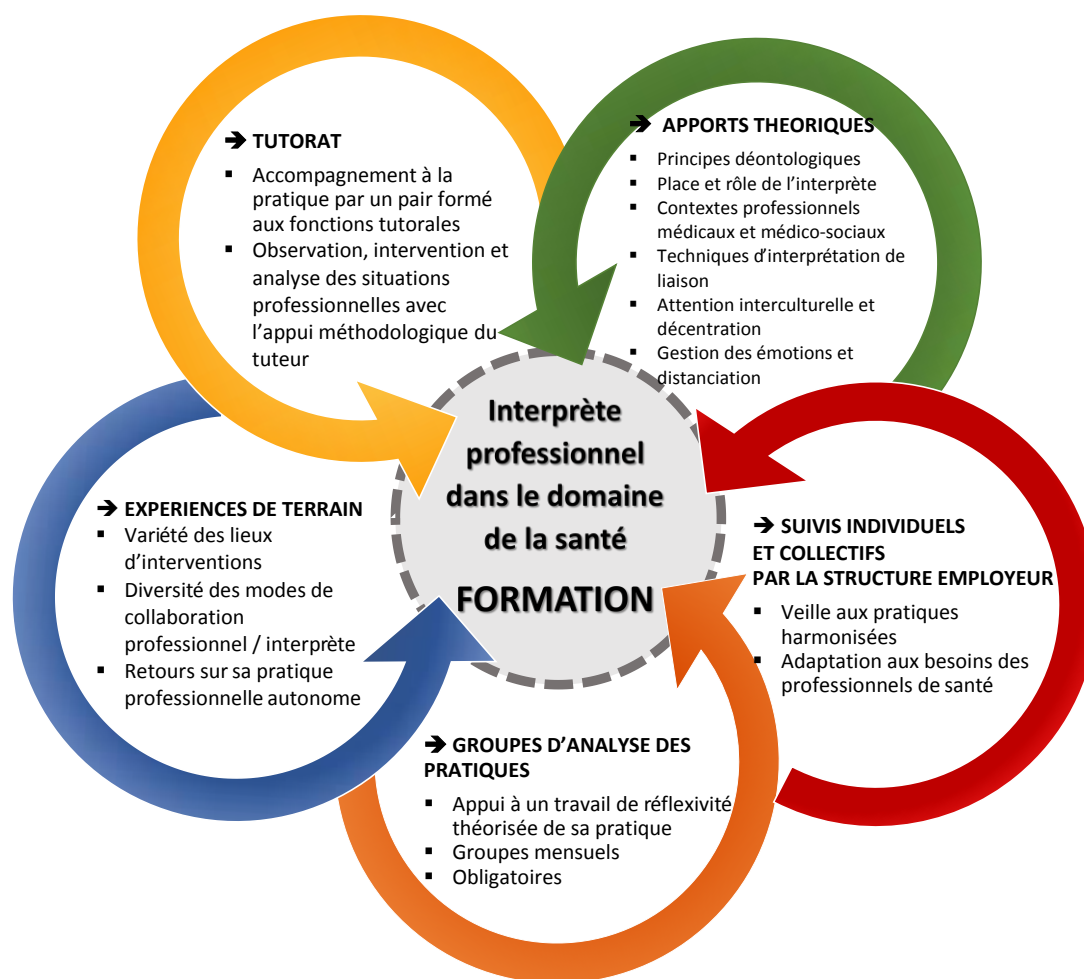 ➔ TUTORAT
▪ Accompagnement à la
pratique par un pair formé
aux fonctions tutorales
▪ Observation, intervention et
analyse des situations
professionnelles avec
l'appui méthodologique du
tuteur
➔ APPORTS THEORIQUES
▪ Principes déontologiques
▪ Place et rôle de l'interprète
▪ Contextes professionnels
médicaux et médico-sociaux
▪ Techniques d'interprétation de
liaison
▪ Attention interculturelle et
décentration
▪ Gestion des émotions et
distanciation
Interprète
professionnel
dans le domaine
de la santé
FORMATION
➔ EXPERIENCES DE TERRAIN
▪ Variété des lieux
d'interventions
▪ Diversité des modes de
collaboration
professionnel / interprète
▪ Retours sur sa pratique
professionnelle autonome
➔ SUIVIS INDIVIDUELS
ET COLLECTIFS
PAR LA STRUCTURE EMPLOYEUR
▪ Veille aux pratiques
harmonisées
▪ Adaptation aux besoins des
professionnels de santé
➔ GROUPES D'ANALYSE DES
PRATIQUES
▪ Appui à un travail de réflexivité
théorisée de sa pratique
▪ Groupes mensuels
▪ Obligatoires